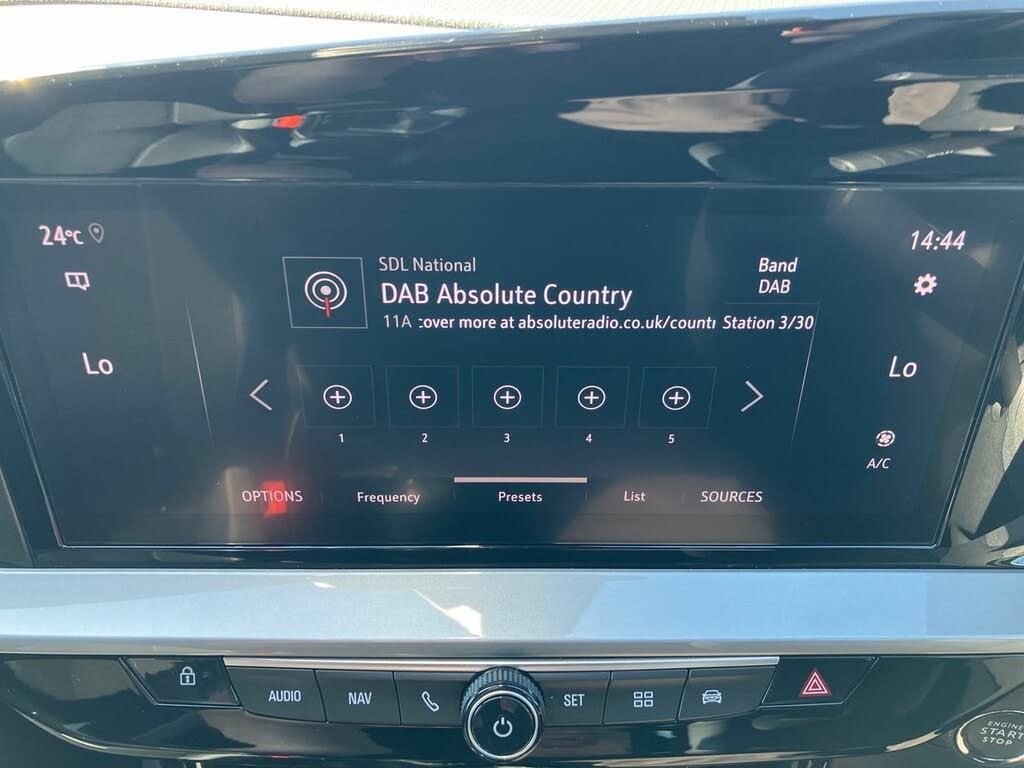 24°C
14:44
SDL National
DAB Absolute Country
11A :over more at absoluteradio.co.uk/countr
Band
DAB
Station 3/30
Lo
Lo
1 2 3 4 5
A/C
OPTIONS Frequency Presets List SOURCES
AUDIO NAV SET
ENGINE
START
STOP